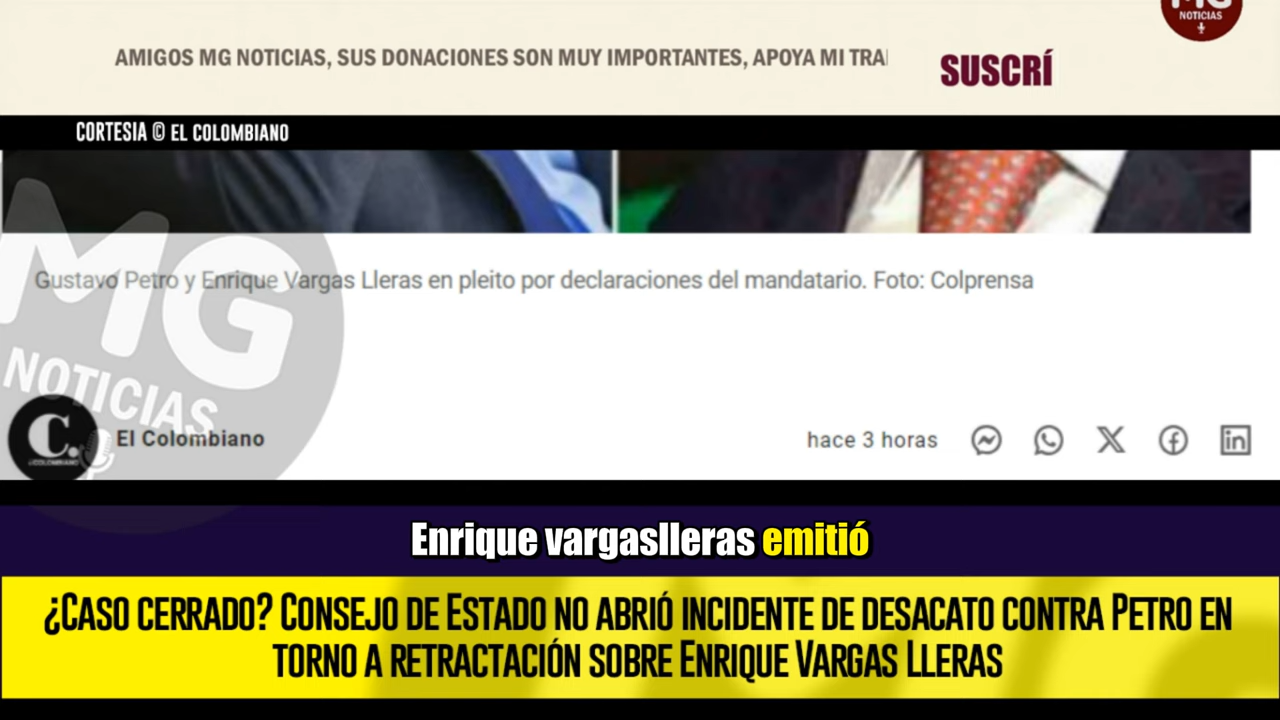 MG
NOTICIAS
AMIGOS MG NOTICIAS, SUS DONACIONES SON MUY IMPORTANTES, APOYA MI TRA
SUSCRÍ
CORTESIA © EL COLOMBIANO
Gustavo Petro y Enrique Vargas Lleras en pleito por declaraciones del mandatario. Foto: Colprensa
MG
NOTICIAS
C.
El Colombiano
hace 3 horas
Enrique vargaslleras emitió
¿CASO CERRADO? CONSEJO DE ESTADO NO ABRIÓ INCIDENTE DE DESACATO CONTRA PETRO EN
TORNO A RETRACTACIÓN SOBRE ENRIQUE VARGAS LLERAS